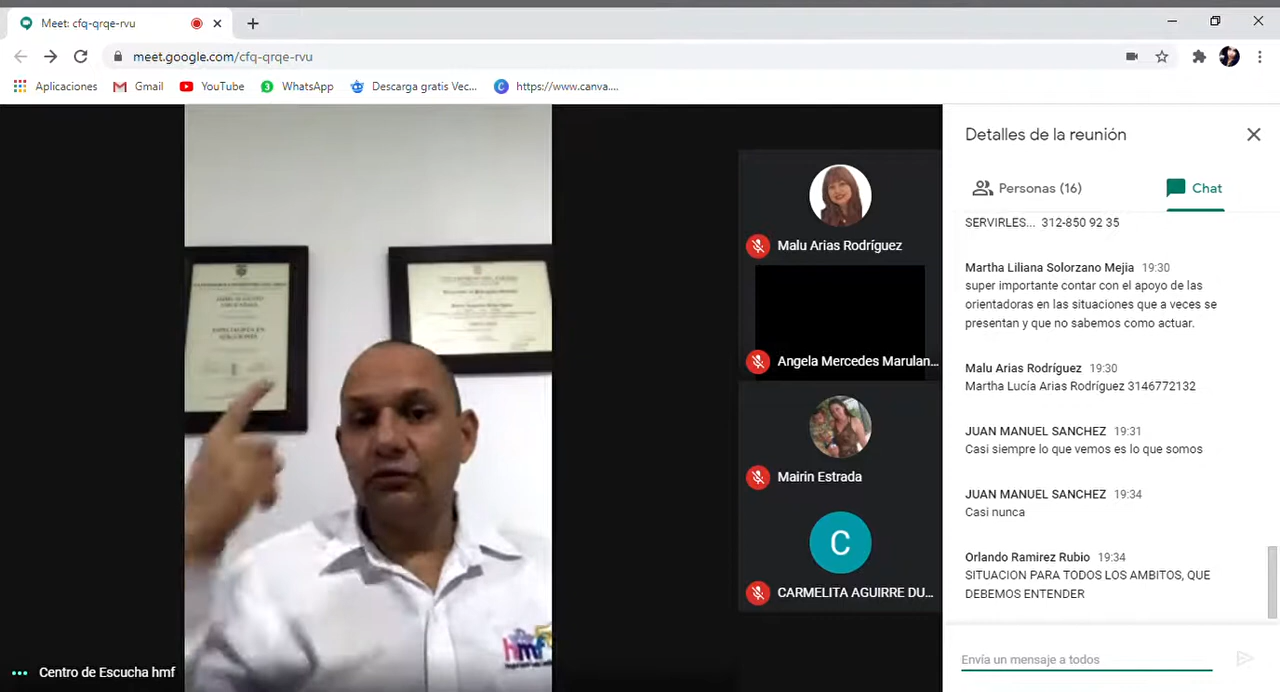 Meet: cfq-qrqe-rvu
meet.google.com/cfq-qrqe-rvu
Aplicaciones
Gmail
YouTube
3
WhatsApp
Descarga gratis Vec...
C
https://www.canva....
Detalles de la reunión
Personas (16)
Chat
SERVIRLES... 312-850 92 35
Martha Liliana Solorzano Mejia 19:30
super importante contar con el apoyo de las
orientadoras en las situaciones que a veces se
presentan y que no sabemos como actuar.
Malu Arias Rodríguez 19:30
Martha Lucía Arias Rodríguez 3146772132
JUAN MANUEL SANCHEZ 19:31
Casi siempre lo que vemos es lo que somos
JUAN MANUEL SANCHEZ 19:34
Casi nunca
Orlando Ramirez Rubio 19:34
SITUACION PARA TODOS LOS AMBITOS, QUE
DEBEMOS ENTENDER
Envía un mensaje a todos
Malu Arias Rodríguez
Angela Mercedes Marulan...
Mairin Estrada
C
CARMELITA AGUIRRE DU...
hmf
Centro de Escucha hmf